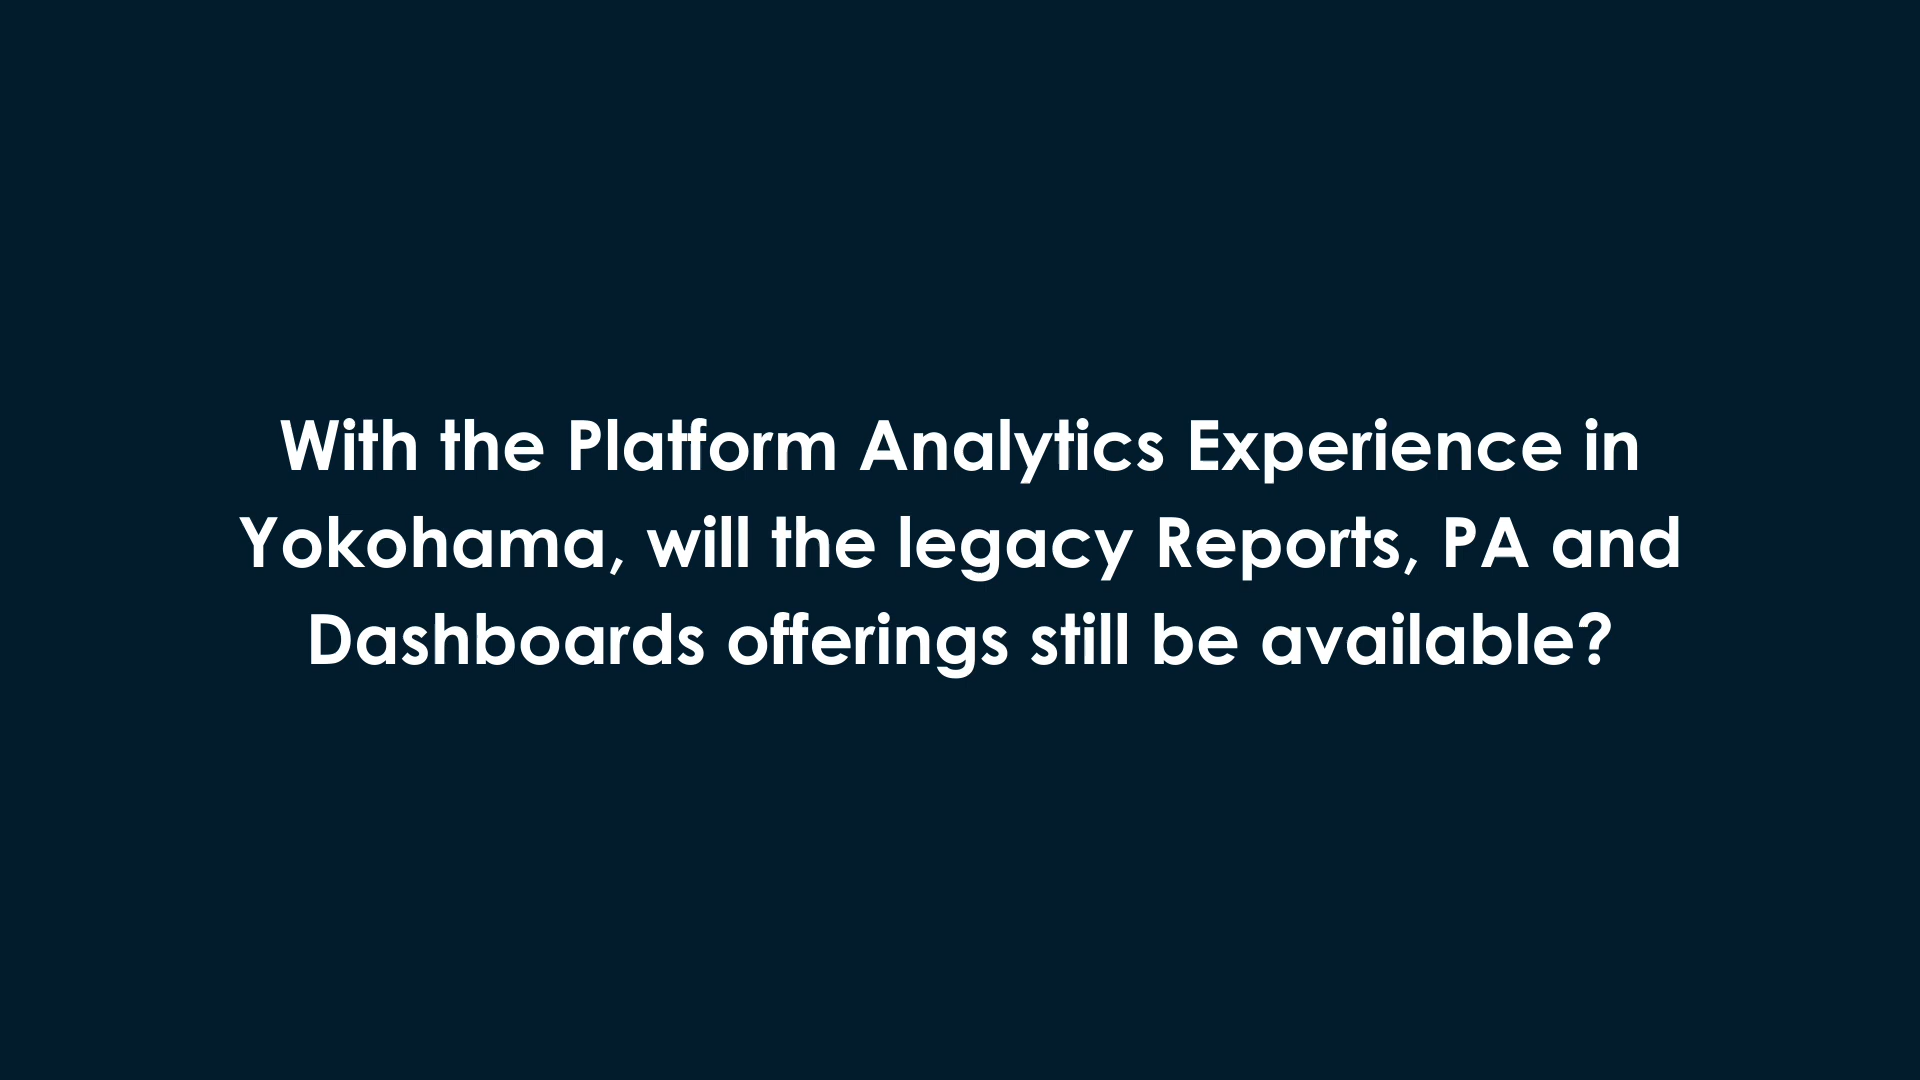 With the Platform Analytics Experience in
Yokohama, will the legacy Reports, PA and
Dashboards offerings still be available?